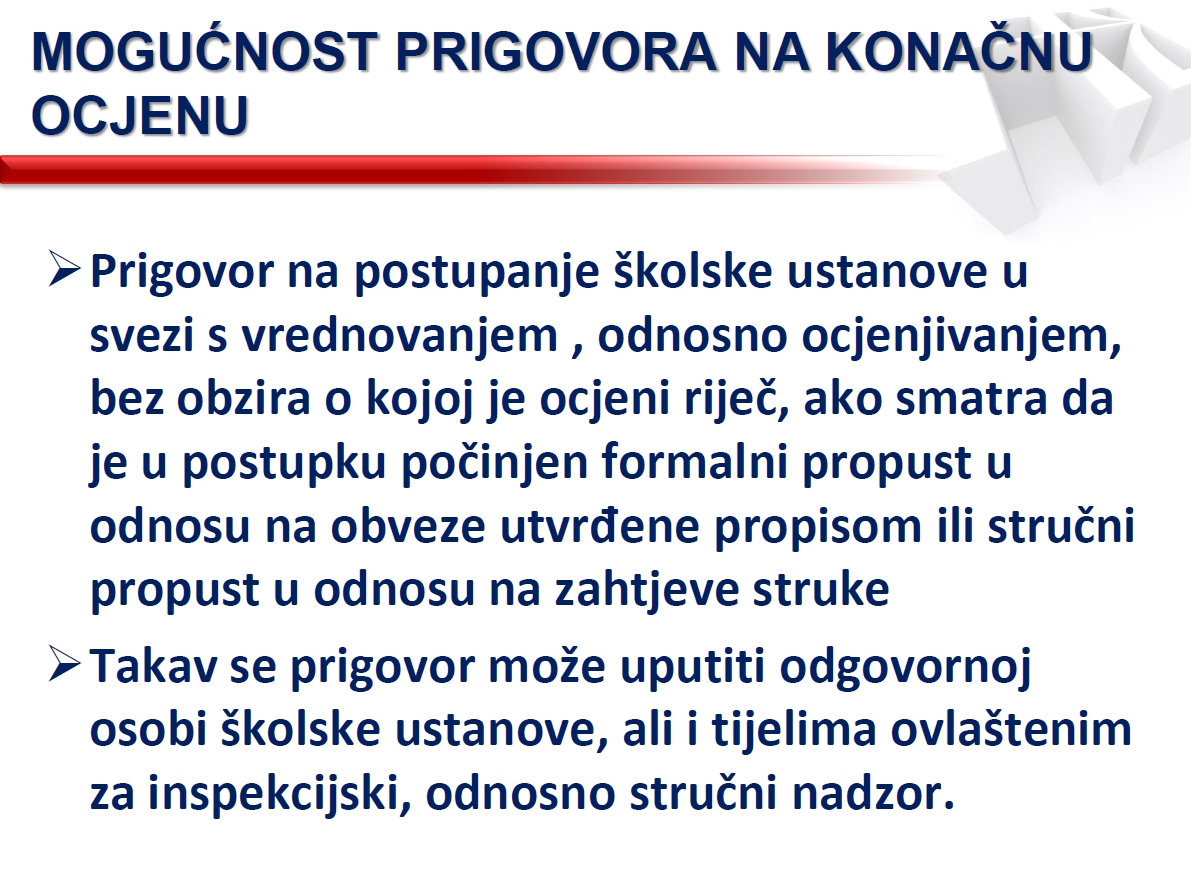 MOGUĆNOST PRIGOVORA NA KONAČNU
OCJENU
Prigovor na postupanje školske ustanove u
svezi s vrednovanjem , odnosno ocjenjivanjem,
bez obzira o kojoj je ocjeni riječ, ako smatra da
je u postupku počinjen formalni propust u
odnosu na obveze utvrđene propisom ili stručni
propust u odnosu na zahtjeve struke
Takav se prigovor može uputiti odgovornoj
osobi školske ustanove, ali i tijelima ovlaštenim
za inspekcijski, odnosno stručni nadzor.